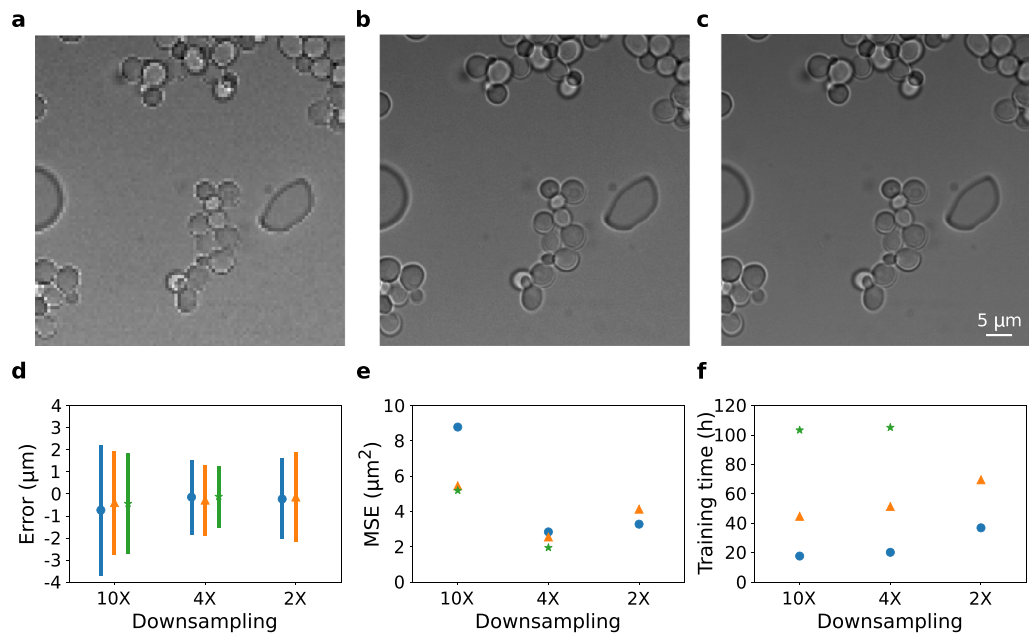 a
b
c
5 μm
d
e
f
Error (μm)
4
3
2
1
0
-1
-2
-3
-4
10X
4X
2X
Downsampling
MSE (μm²)
10
8
6
4
2
0
10X
4X
2X
Downsampling
Training time (h)
120
100
80
60
40
20
0
10X
4X
2X
Downsampling